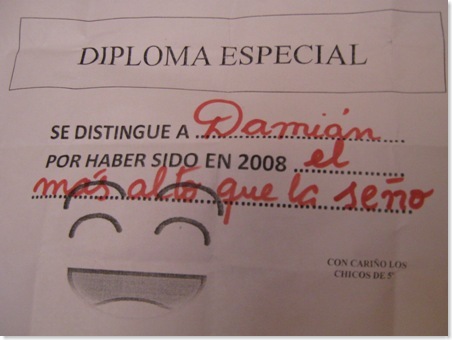 DIPLOMA ESPECIAL
SE DISTINGUE A Damián
POR HABER SIDO EN 2008 el
más alto que la seño
CON CARIÑO LOS
CHICOS DE 5º